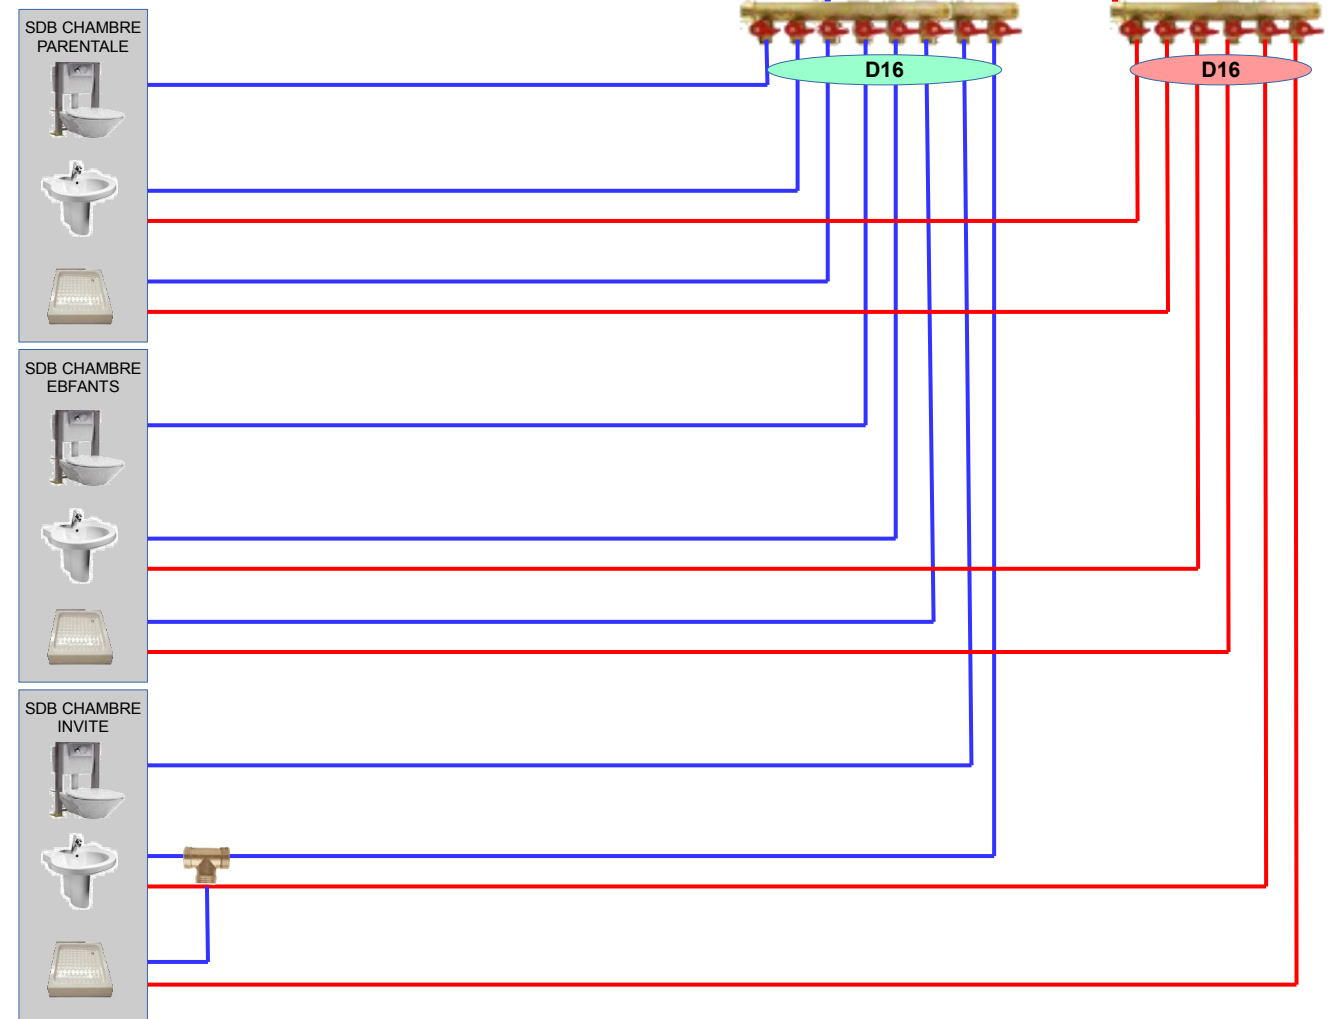 SDB CHAMBRE
PARENTALE
D16
D16
SDB CHAMBRE
EBFANTS
SDB CHAMBRE
INVITE